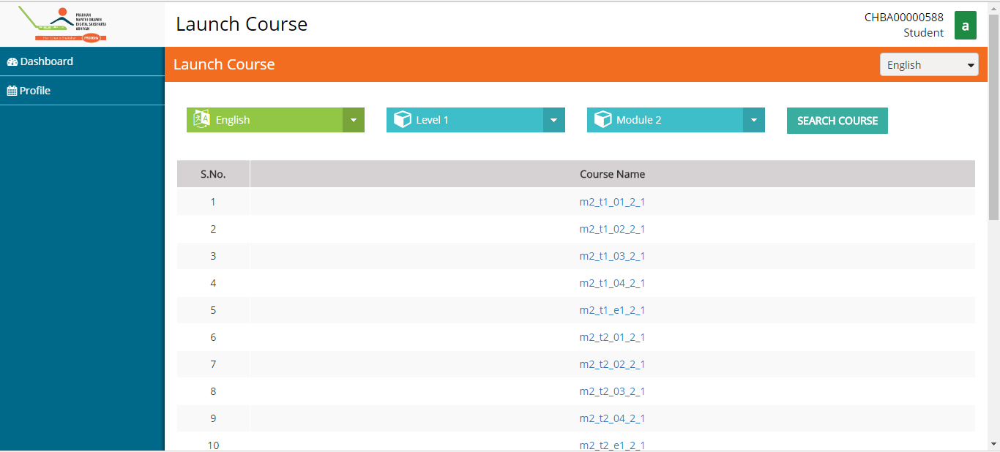 PRADHAN
MANTRI GRAMIN
DIGITAL SAKSHARTA
ABHIYAN
PMGDISHA
Launch Course
CHBA00000588
Student
a
Dashboard
Profile
Launch Course
English
English
Level 1
Module 2
SEARCH COURSE
S.No. Course Name
1 m2_t1_01_2_1
2 m2_t1_02_2_1
3 m2_t1_03_2_1
4 m2_t1_04_2_1
5 m2_t1_e1_2_1
6 m2_t2_01_2_1
7 m2_t2_02_2_1
8 m2_t2_03_2_1
9 m2_t2_04_2_1
10 m2_t2_e1_2_1